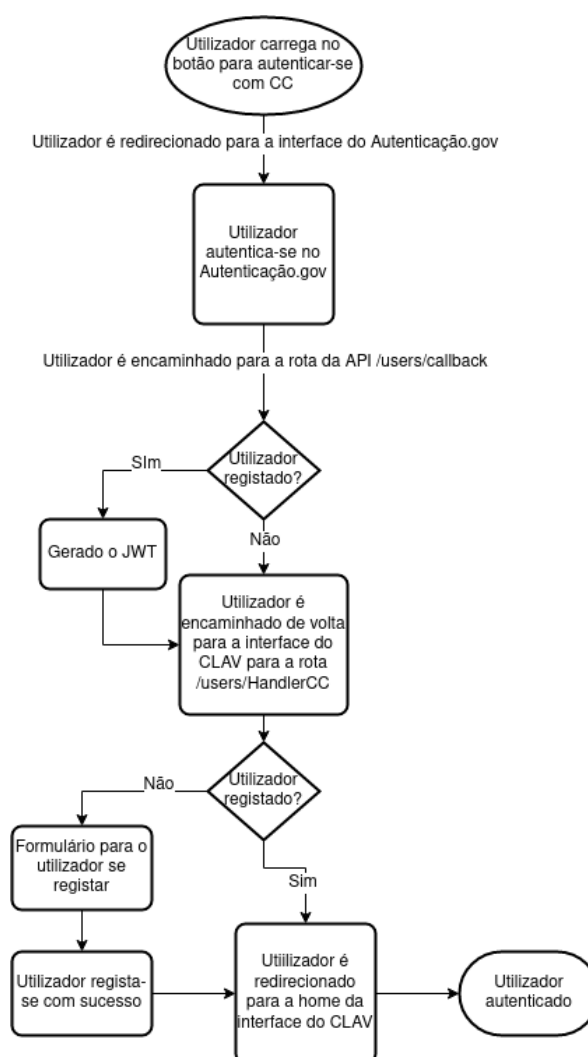 Utilizador carrega no
botão para autenticar-se
com CC
Utilizador é redirecionado para a interface do Autenticação.gov
Utilizador
autentica-se no
Autenticação.gov
Utilizador é encaminhado para a rota da API /users/callback
Utilizador
registado?
SIm
Não
Gerado o JWT
Utilizador é
encaminhado de volta
para a interface do
CLAV para a rota
/users/HandlerCC
Utilizador
registado?
Não
Sim
Formulário para o
utilizador se
registar
Utilizador regista-
se com sucesso
Utiilizador é
redirecionado
para a home da
interface do CLAV
Utilizador
autenticado